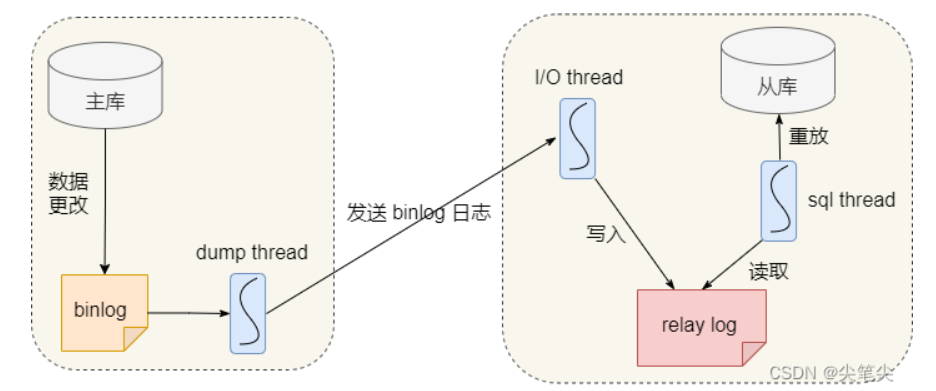 主库
数据
更改
binlog
dump thread
发送 binlog 日志
I/O thread
写入
relay log
从库
重放
sql thread
读取
CSDN @尖笔尖